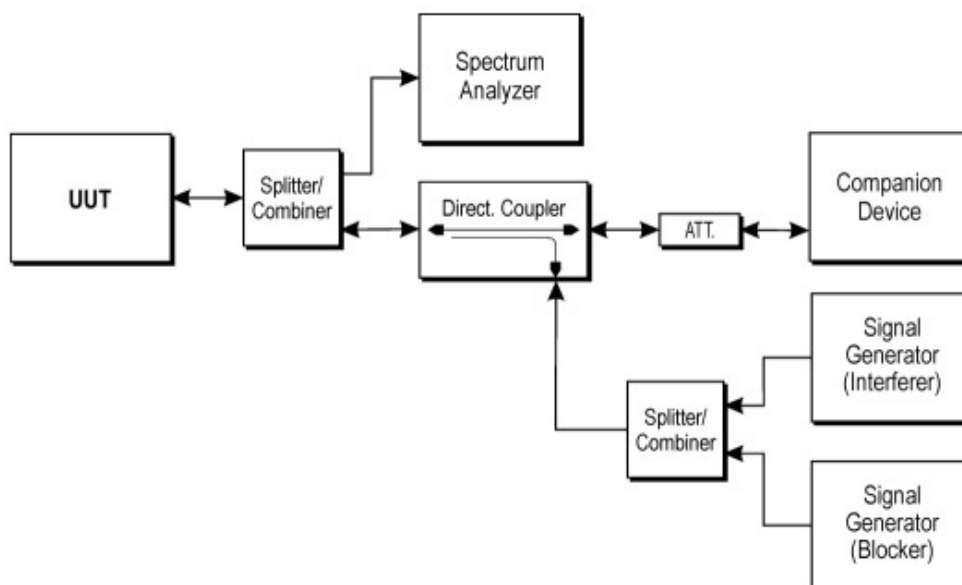 Spectrum
Analyzer
UUT
Splitter/
Combiner
Direct. Coupler
ATT.
Companion
Device
Signal
Generator
(Interferer)
Splitter/
Combiner
Signal
Generator
(Blocker)